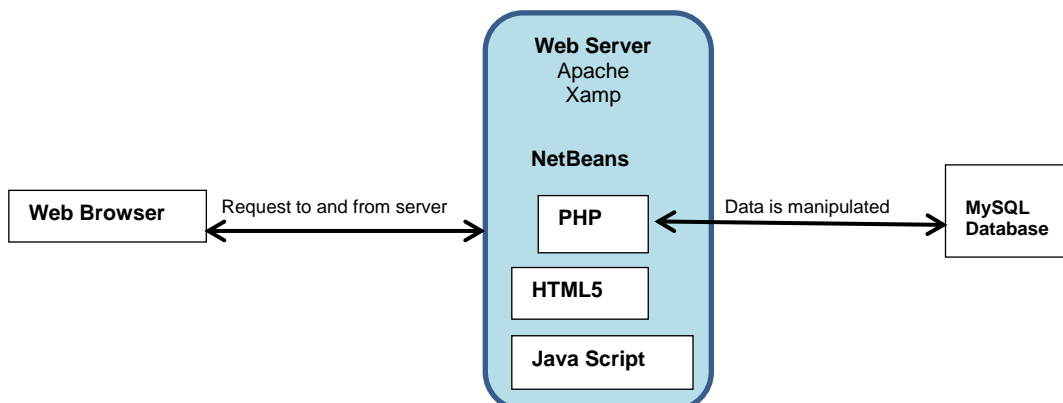 Web Server
Apache
Xamp
NetBeans
Web Browser
Request to and from server
PHP
Data is manipulated
MySQL
Database
HTML5
Java Script